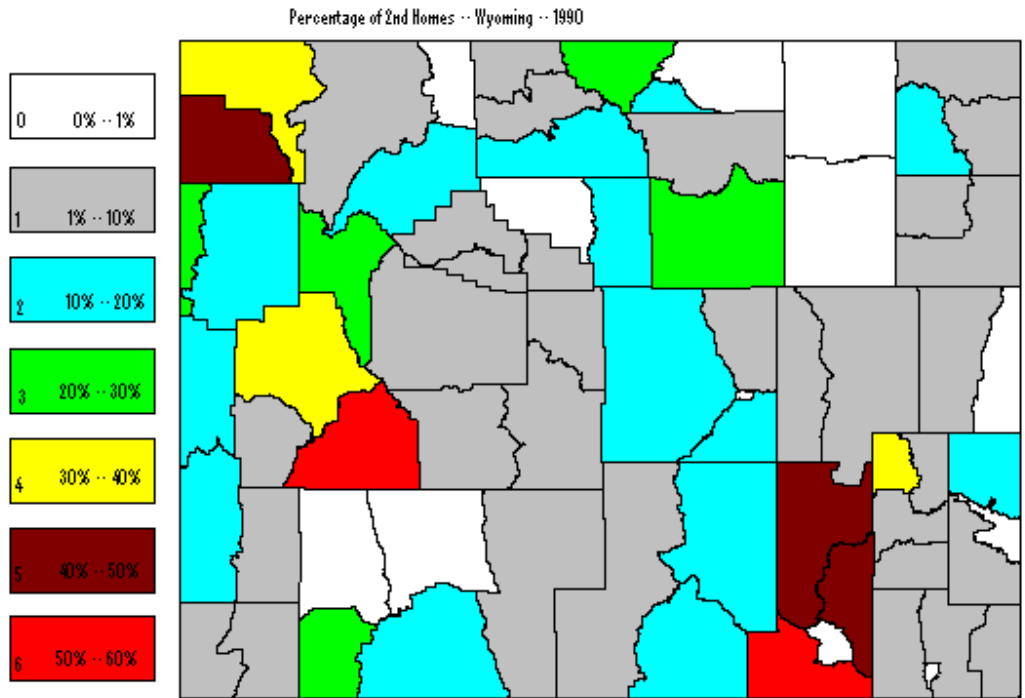 Percentage of 2nd Homes -- Wyoming -- 1990
0 0% -- 1%
1 1% -- 10%
2 10% -- 20%
3 20% -- 30%
4 30% -- 40%
5 40% -- 50%
6 50% -- 60%